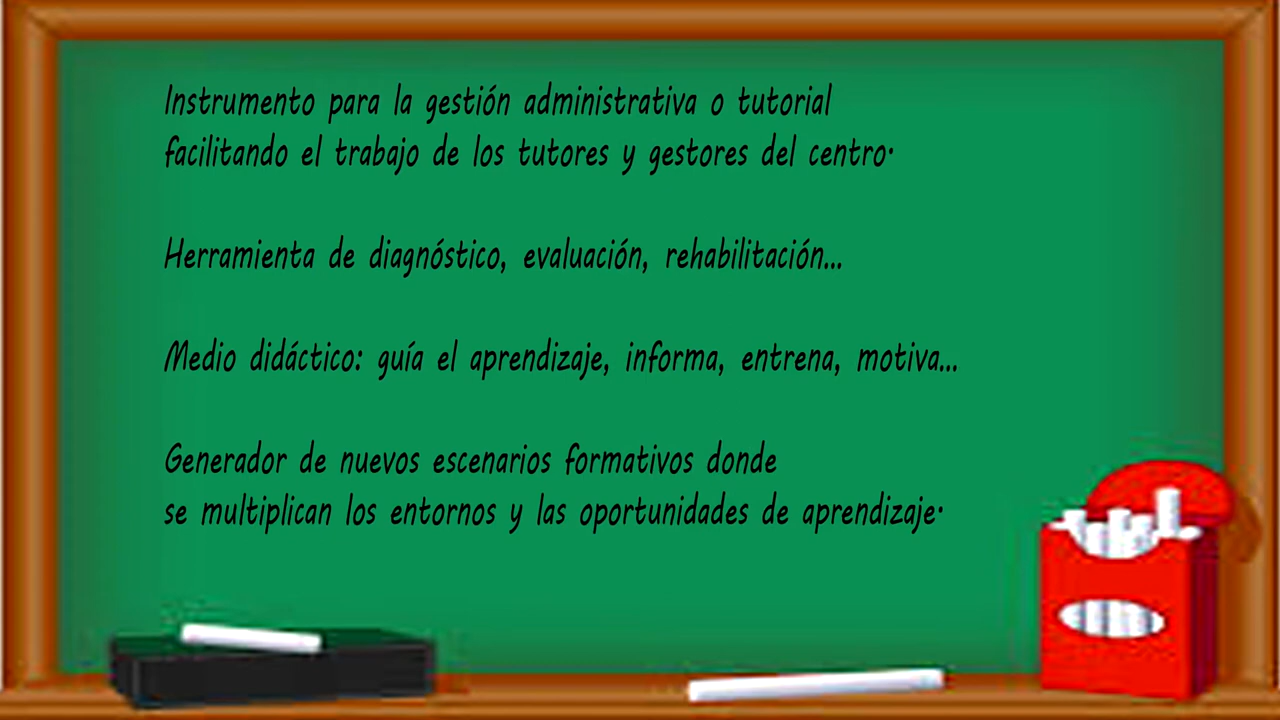 Instrumento para la gestión administrativa o tutorial
facilitando el trabajo de los tutores y gestores del centro·
Herramienta de diagnóstico, evaluación, rehabilitación...
Medio didáctico: guía el aprendizaje, informa, entrena, motiva...
Generador de nuevos escenarios formativos donde
se multiplican los entornos y las oportunidades de aprendizaje·